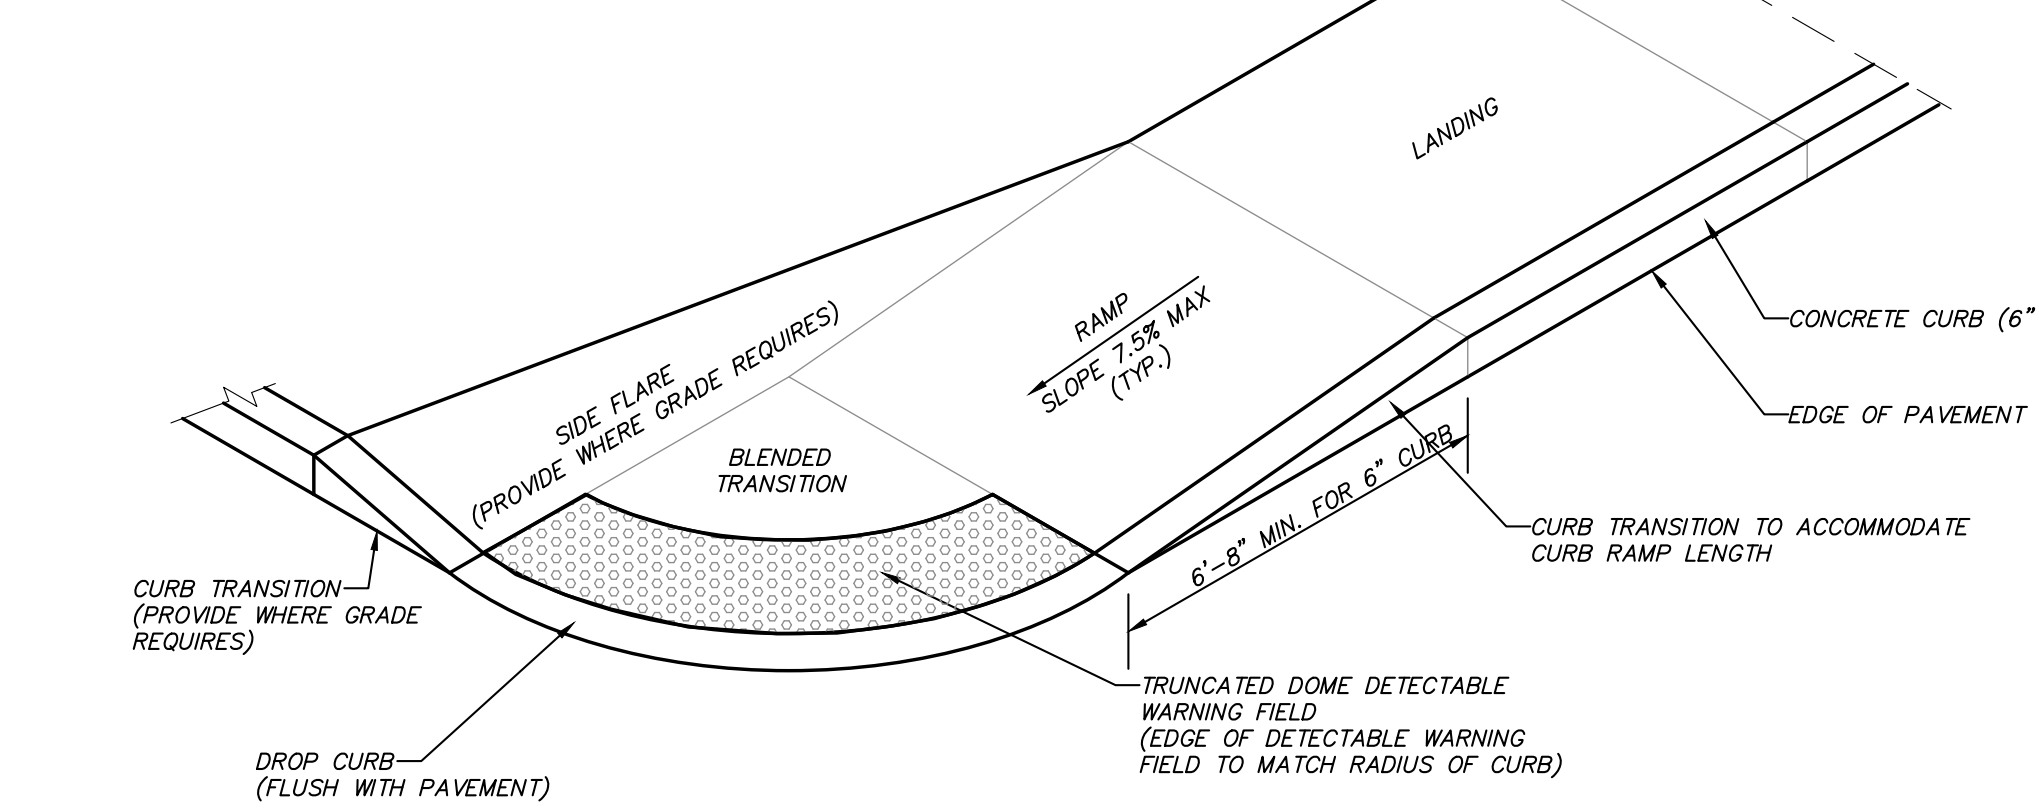 LANDING
RAMP
SLOPE 7.5% MAX
(TYP.)
CONCRETE CURB (6"
EDGE OF PAVEMENT
SIDE FLARE
(PROVIDE WHERE GRADE REQUIRES)
BLENDED
TRANSITION
6'-8" MIN. FOR 6" CURB
CURB TRANSITION TO ACCOMMODATE
CURB RAMP LENGTH
CURB TRANSITION
(PROVIDE WHERE GRADE
REQUIRES)
TRUNCATED DOME DETECTABLE
WARNING FIELD
(EDGE OF DETECTABLE WARNING
FIELD TO MATCH RADIUS OF CURB)
DROP CURB
(FLUSH WITH PAVEMENT)